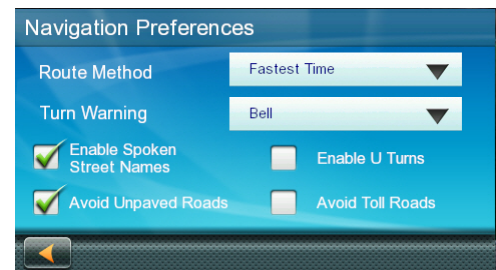 Navigation Preferences
Route Method Fastest Time
Turn Warning Bell
Enable Spoken
Street Names
Enable U Turns
Avoid Unpaved Roads Avoid Toll Roads